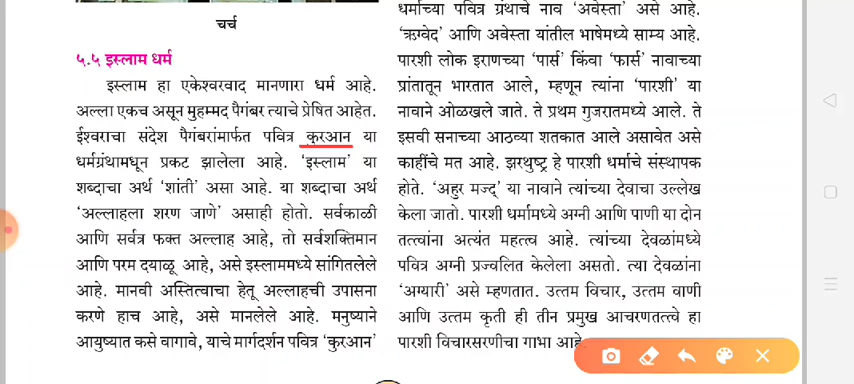 चर्च
५.५ इस्लाम धर्म
इस्लाम हा एकेश्वरवाद मानणारा धर्म आहे.
अल्ला एकच असून मुहम्मद पैगंबर त्याचे प्रेषित आहेत.
ईश्वराचा संदेश पैगंबरांमार्फत पवित्र कुरआन या
धर्मग्रंथामधून प्रकट झालेला आहे. ‘इस्लाम’ या
शब्दाचा अर्थ ‘शांती’ असा आहे. या शब्दाचा अर्थ
‘अल्लाहला शरण जाणे’ असाही होतो. सर्वकाळी
आणि सर्वत्र फक्त अल्लाह आहे, तो सर्वशक्तिमान
आणि परम दयाळू आहे, असे इस्लाममध्ये सांगितलेले
आहे. मानवी अस्तित्वाचा हेतू अल्लाहची उपासना
करणे हाच आहे, असे मानलेले आहे. मनुष्याने
आयुष्यात कसे वागावे, याचे मार्गदर्शन पवित्र ‘कुरआन’
धर्माच्या पवित्र ग्रंथाचे नाव ‘अवेस्ता’ असे आहे.
‘ऋग्वेद’ आणि अवेस्ता यांतील भाषेमध्ये साम्य आहे.
पारशी लोक इराणच्या ‘पार्स’ किंवा ‘फार्स’ नावाच्या
प्रांतातून भारतात आले, म्हणून त्यांना ‘पारशी’ या
नावाने ओळखले जाते. ते प्रथम गुजरातमध्ये आले. ते
इसवी सनाच्या आठव्या शतकात आले असावेत असे
काहींचे मत आहे. झरथुष्ट्र हे पारशी धर्माचे संस्थापक
होते. ‘अहुर मज्द’ या नावाने त्यांच्या देवाचा उल्लेख
केला जातो. पारशी धर्मामध्ये अग्नी आणि पाणी या दोन
तत्त्वांना अत्यंत महत्त्व आहे. त्यांच्या देवळांमध्ये
पवित्र अग्नी प्रज्वलित केलेला असतो. त्या देवळांना
‘अग्यारी’ असे म्हणतात. उत्तम विचार, उत्तम वाणी
आणि उत्तम कृती ही तीन प्रमुख आचरणतत्त्वे हा
पारशी विचारसरणीचा गाभा आहे.